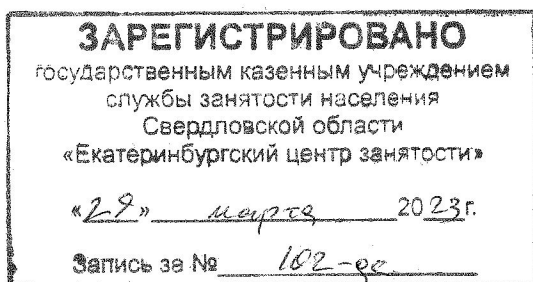 ЗАРЕГИСТРИРОВАНО
государственным казенным учреждением
службы занятости населения
Свердловской области
«Екатеринбургский центр занятости»
«29» марта 2023г.
Запись за № 102-